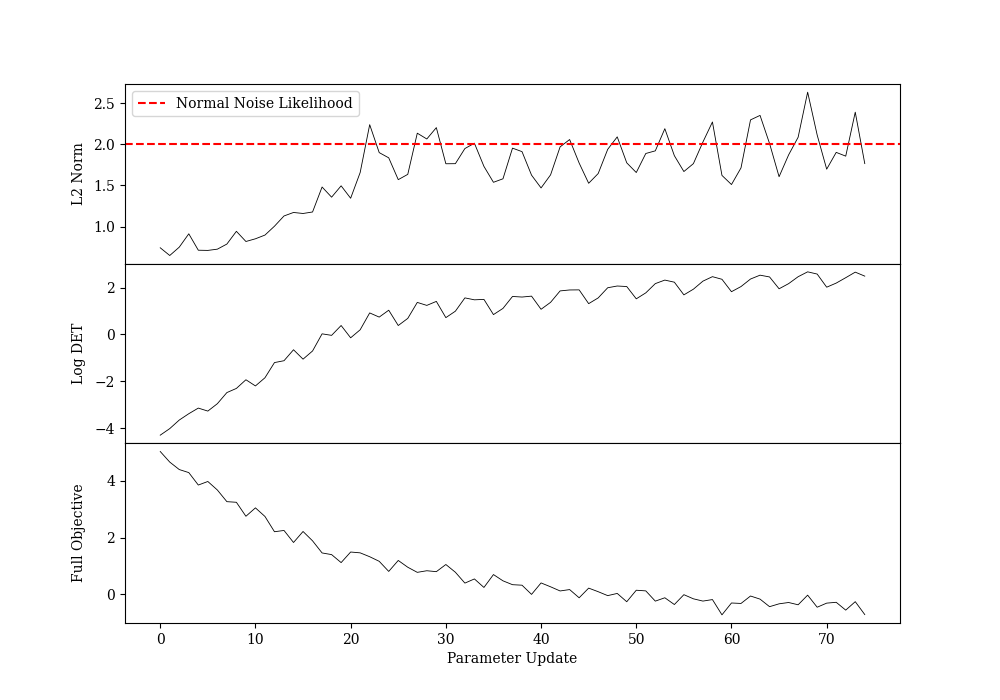 Normal Noise Likelihood
L2 Norm
2.5
2.0
1.5
1.0
Log DET
2
0
−2
−4
Full Objective
4
2
0
0 10 20 30 40 50 60 70
Parameter Update